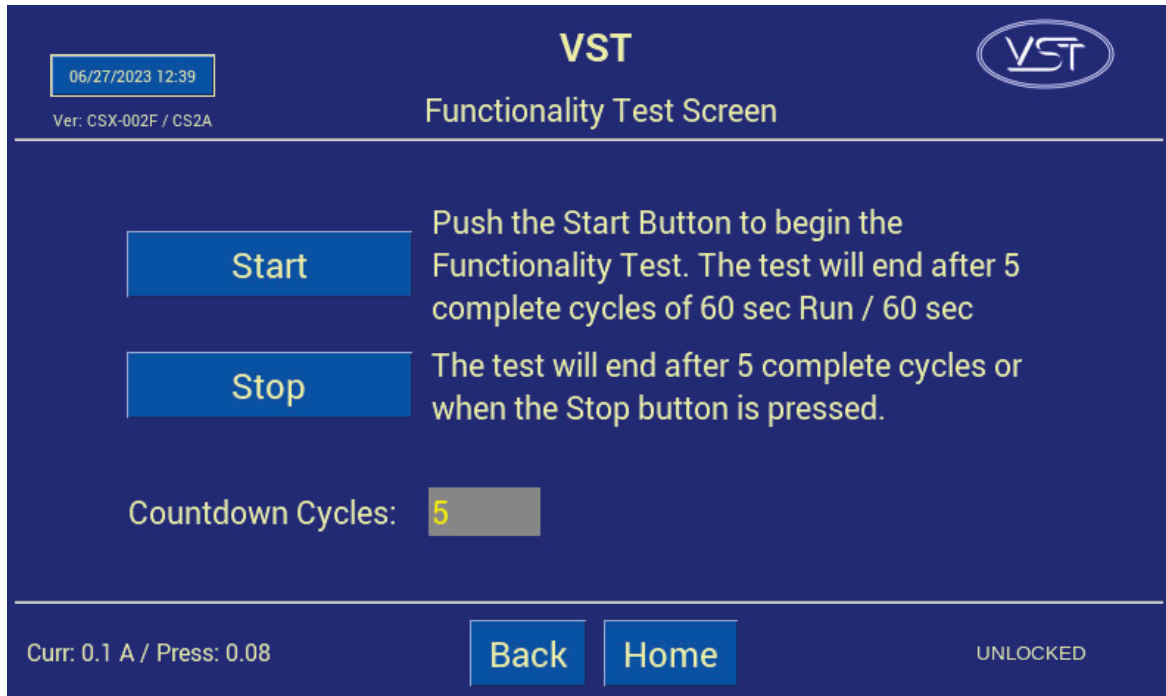 VST
VST
06/27/2023 12:39
Ver: CSX-002F / CS2A
Functionality Test Screen
Start
Push the Start Button to begin the
Functionality Test. The test will end after 5
complete cycles of 60 sec Run / 60 sec
Stop
The test will end after 5 complete cycles or
when the Stop button is pressed.
Countdown Cycles: 5
Curr: 0.1 A / Press: 0.08
Back
Home
UNLOCKED